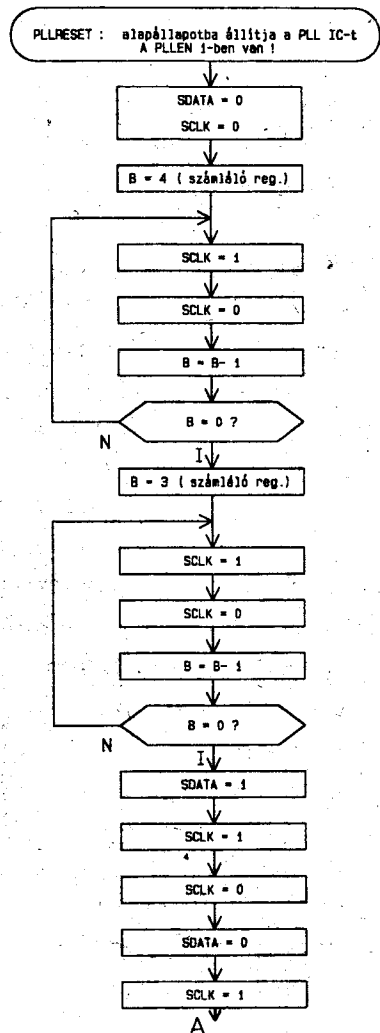 PLLRESET : alapállapotba állítja a PLL IC-t
A PLLEN 1-ben van !
SDATA = 0
SCLK = 0
B = 4 ( számláló reg.)
SCLK = 1
SCLK = 0
B = B- 1
B = 0 ?
N
I
B = 3 ( számláló reg.)
SCLK = 1
SCLK = 0
B = B- 1
B = 0 ?
N
I
SDATA = 1
SCLK = 1
SCLK = 0
SDATA = 0
SCLK = 1
A